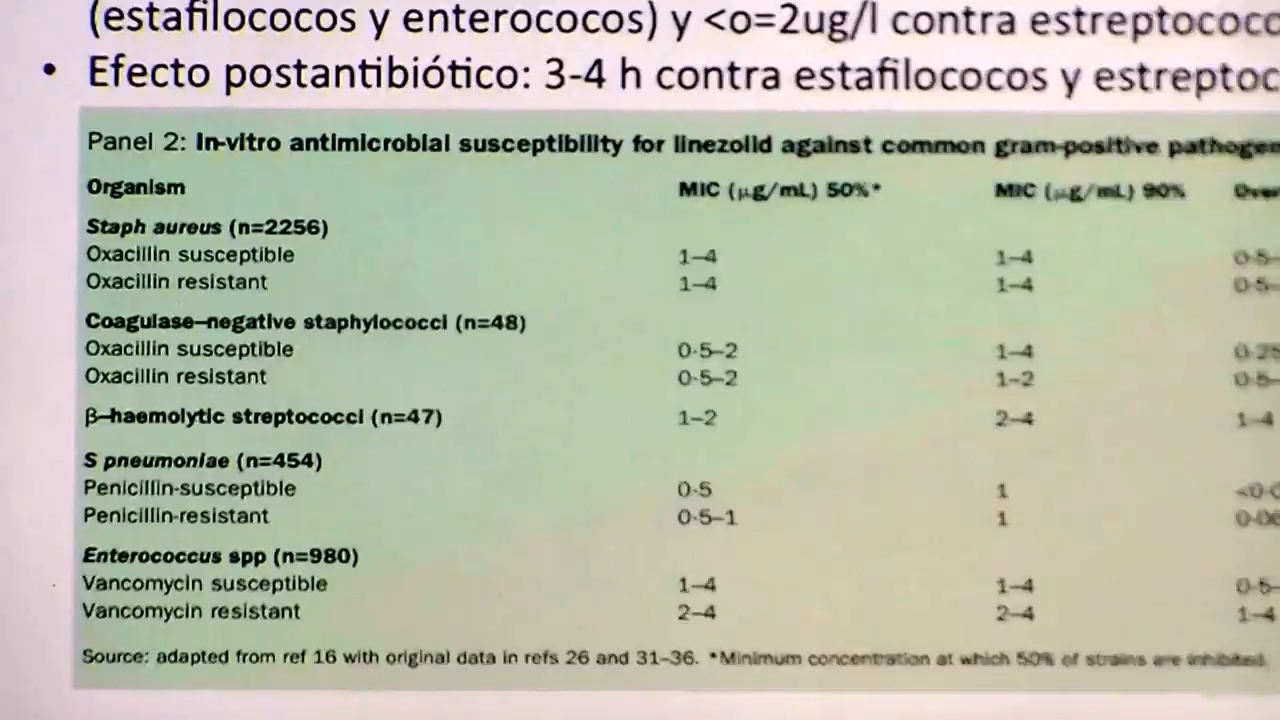 (estafilococos y enterococos) y <o=2ug/l contra
• Efecto postantibiótico: 3-4 h contra estafilococos y
Panel 2: In-vitro antimicrobial susceptibility for linezolid against common gram-positive
Organism MIC (μg/mL) 50%* MIC (μg/mL) 90%
Staph aureus (n=2256)
Oxacillin susceptible 1–4 1–4
Oxacillin resistant 1–4 1–4
Coagulase–negative staphylococci (n=48)
Oxacillin susceptible 0·5–2 1–4
Oxacillin resistant 0·5–2 1–2
β–haemolytic streptococci (n=47) 1–2 2–4 1–4
S pneumoniae (n=454)
Penicillin-susceptible 0·5 1
Penicillin-resistant 0·5–1 1
Enterococcus spp (n=980)
Vancomycin susceptible 1–4 1–4
Vancomycin resistant 2–4 2–4 1–4
Source: adapted from ref 16 with original data in refs 26 and 31–36. *Minimum concentration at which 50% of strains are inhibited.